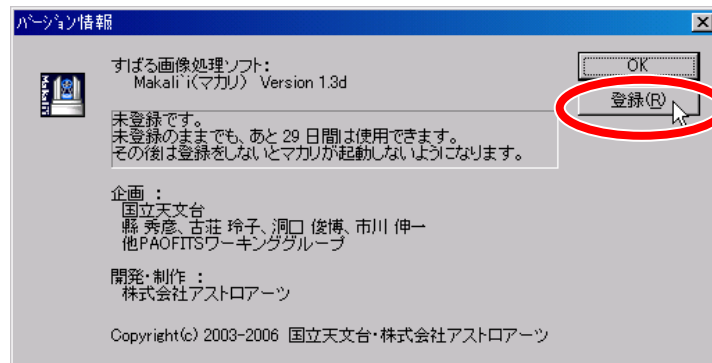 バージョン情報
すばる画像処理ソフト:
Makali`i(マカリ) Version 1.3d
OK
登録(R)
Makali`i
未登録です。
未登録のままでも、あと 29 日間は使用できます。
その後は登録をしないとマカリが起動しないようになります。
企画 :
国立天文台
縣 秀彦、古荘 玲子、洞口 俊博、市川 伸一
他PAOFITSワーキンググループ
開発・制作 :
株式会社アストロアーツ
Copyright(c) 2003-2006 国立天文台・株式会社アストロアーツ